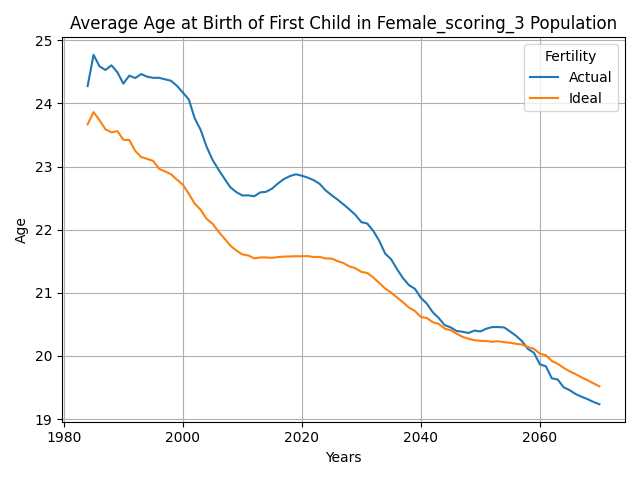 Average Age at Birth of First Child in Female_scoring_3 Population
Fertility
Actual
Ideal
Age
25
24
23
22
21
20
19
1980
2000
2020
2040
2060
Years